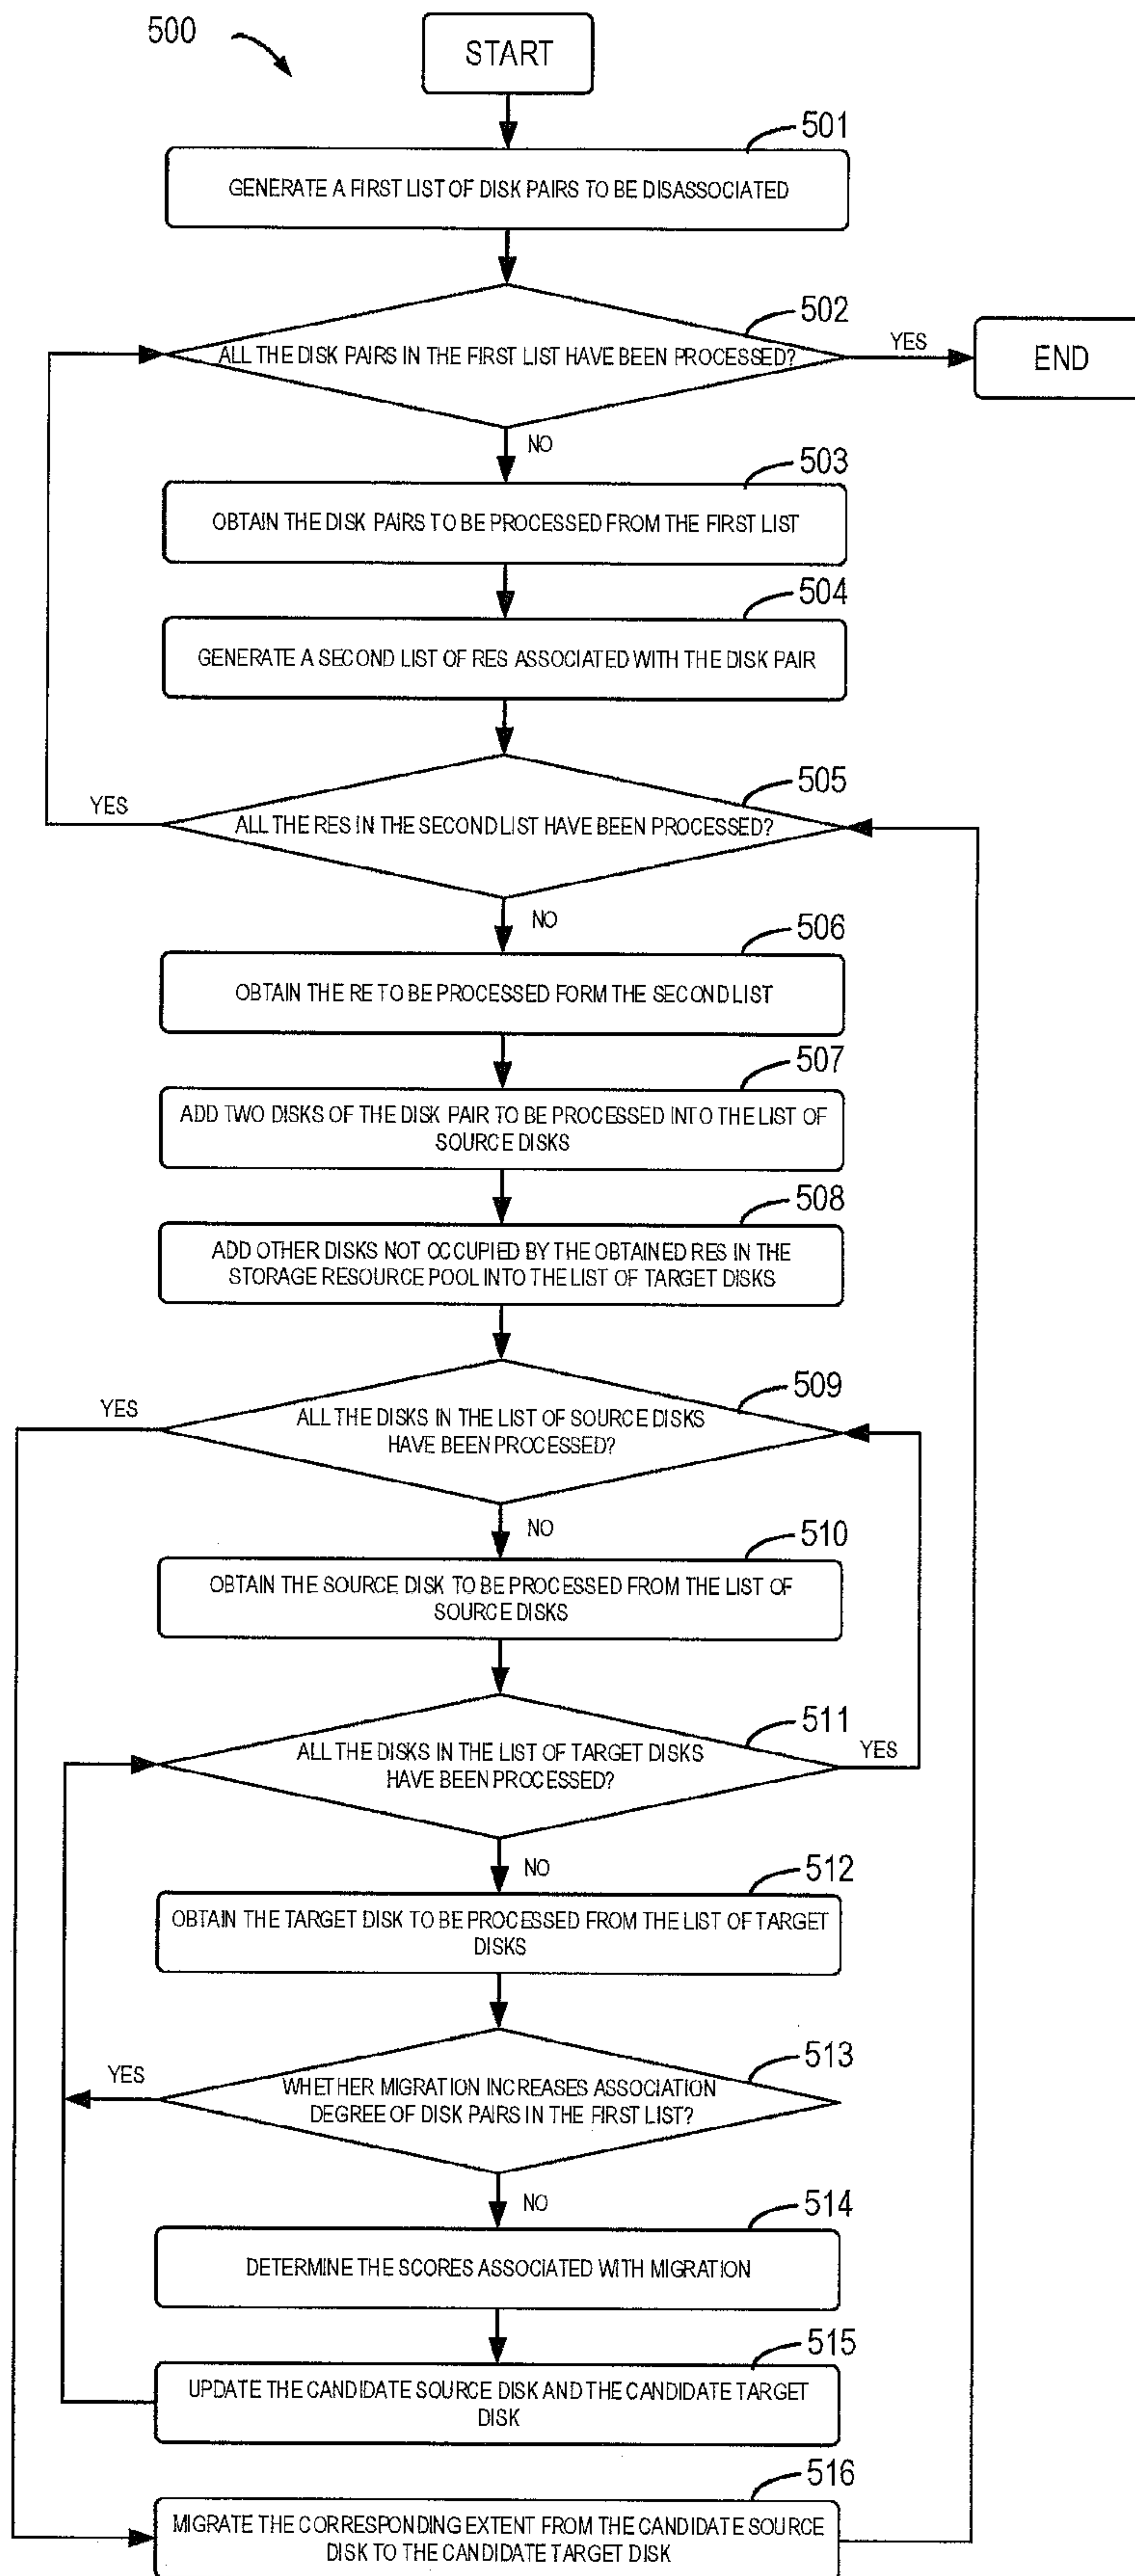 500
START
501
GENERATE A FIRST LIST OF DISK PAIRS TO BE DISASSOCIATED
502
ALL THE DISK PAIRS IN THE FIRST LIST HAVE BEEN PROCESSED?
YES
END
NO
503
OBTAIN THE DISK PAIRS TO BE PROCESSED FROM THE FIRST LIST
504
GENERATE A SECOND LIST OF RES ASSOCIATED WITH THE DISK PAIR
505
YES
ALL THE RES IN THE SECOND LIST HAVE BEEN PROCESSED?
NO
506
OBTAIN THE RE TO BE PROCESSED FORM THE SECOND LIST
507
ADD TWO DISKS OF THE DISK PAIR TO BE PROCESSED INTO THE LIST OF
SOURCE DISKS
508
ADD OTHER DISKS NOT OCCUPIED BY THE OBTAINED RES IN THE
STORAGE RESOURCE POOL INTO THE LIST OF TARGET DISKS
509
YES
ALL THE DISKS IN THE LIST OF SOURCE DISKS
HAVE BEEN PROCESSED?
NO
510
OBTAIN THE SOURCE DISK TO BE PROCESSED FROM THE LIST OF
SOURCE DISKS
511
ALL THE DISKS IN THE LIST OF TARGET DISKS
HAVE BEEN PROCESSED?
YES
NO
512
OBTAIN THE TARGET DISK TO BE PROCESSED FROM THE LIST OF TARGET
DISKS
513
YES
WHETHER MIGRATION INCREASES ASSOCIATION
DEGREE OF DISK PAIRS IN THE FIRST LIST?
NO
514
DETERMINE THE SCORES ASSOCIATED WITH MIGRATION
515
UPDATE THE CANDIDATE SOURCE DISK AND THE CANDIDATE TARGET
DISK
516
MIGRATE THE CORRESPONDING EXTENT FROM THE CANDIDATE SOURCE
DISK TO THE CANDIDATE TARGET DISK